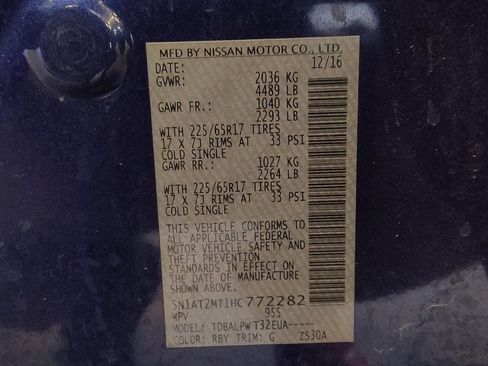 MFD BY NISSAN MOTOR CO., LTD.
DATE: 12/16
GVWR: 2036 KG
4489 LB
GAWR FR.: 1040 KG
2293 LB
WITH 225/65R17 TIRES
17 X 7J RIMS AT 33 PSI
COLD SINGLE
GAWR RR.: 1027 KG
2264 LB
WITH 225/65R17 TIRES
17 X 7J RIMS AT 33 PSI
COLD SINGLE
THIS VEHICLE CONFORMS TO
ALL APPLICABLE FEDERAL
MOTOR VEHICLE SAFETY AND
THEFT PREVENTION
STANDARDS IN EFFECT ON
THE DATE OF MANUFACTURE
SHOWN ABOVE.
5N1AT2MT1HC772282
MPV 9SS
MODEL: TDBALPWT32EUA-----
COLOR: RBY TRIM: G ZS30A